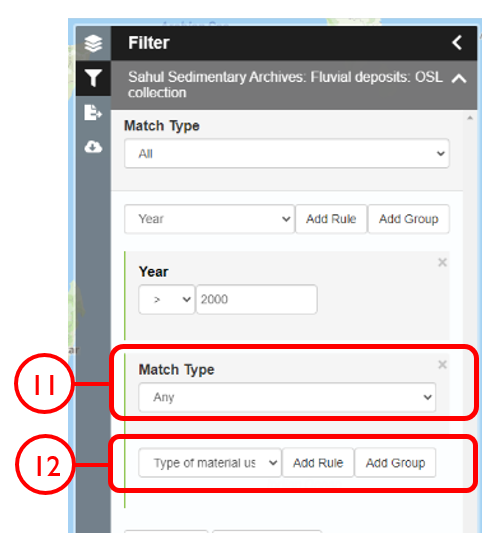 Filter
Sahul Sedimentary Archives: Fluvial deposits: OSL
collection
Match Type
All
Year Add Rule Add Group
Year
> 2000
11
Match Type
Any
12
Type of material us Add Rule Add Group